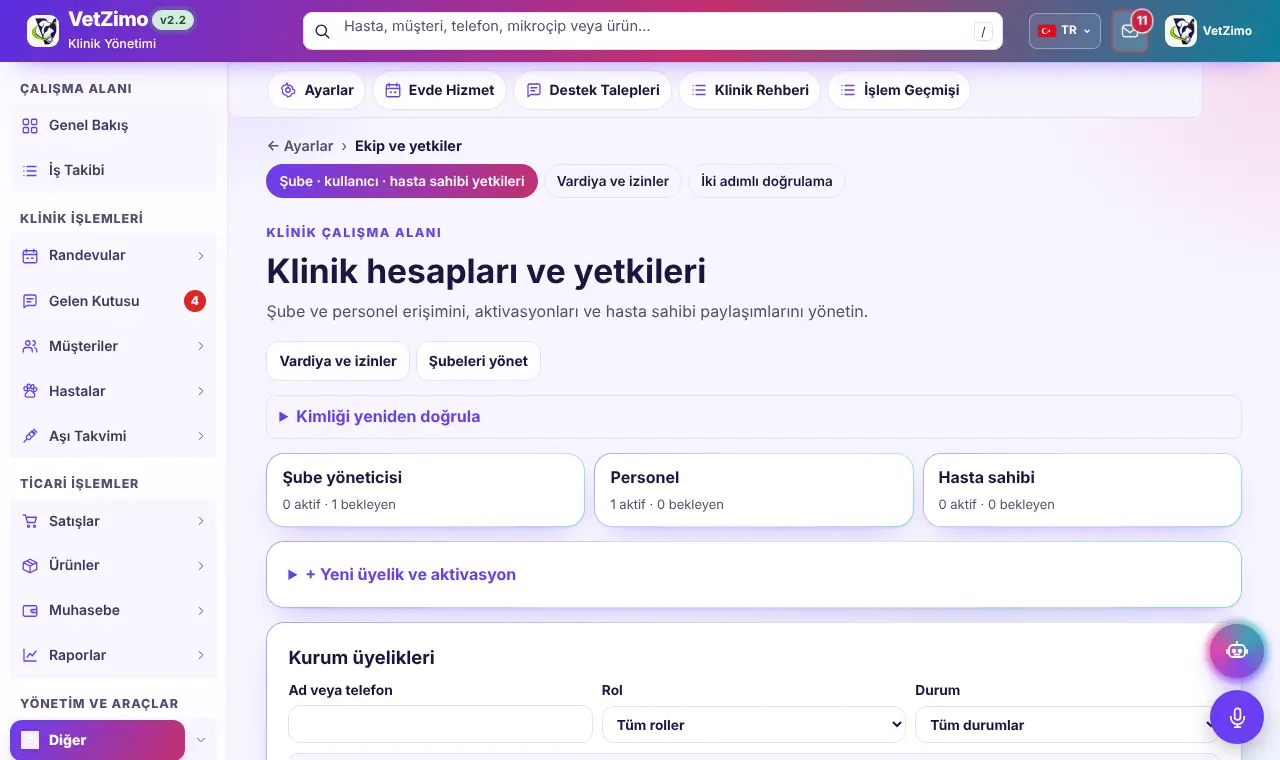 VetZimo v2.2
Klinik Yönetimi
Hasta, müşteri, telefon, mikroçip veya ürün...
/
TR
11
VetZimo
ÇALIŞMA ALANI
Genel Bakış
İş Takibi
KLİNİK İŞLEMLERİ
Randevular
Gelen Kutusu 4
Müşteriler
Hastalar
Aşı Takvimi
TİCARİ İŞLEMLER
Satışlar
Ürünler
Muhasebe
Raporlar
YÖNETİM VE ARAÇLAR
Diğer
Ayarlar
Evde Hizmet
Destek Talepleri
Klinik Rehberi
İşlem Geçmişi
← Ayarlar › Ekip ve yetkiler
Şube · kullanıcı · hasta sahibi yetkileri
Vardiya ve izinler
İki adımlı doğrulama
KLİNİK ÇALIŞMA ALANI
Klinik hesapları ve yetkileri
Şube ve personel erişimini, aktivasyonları ve hasta sahibi paylaşımlarını yönetin.
Vardiya ve izinler
Şubeleri yönet
Kimliği yeniden doğrula
Şube yöneticisi
0 aktif · 1 bekleyen
Personel
1 aktif · 0 bekleyen
Hasta sahibi
0 aktif · 0 bekleyen
+ Yeni üyelik ve aktivasyon
Kurum üyelikleri
Ad veya telefon
Rol
Tüm roller
Durum
Tüm durumlar